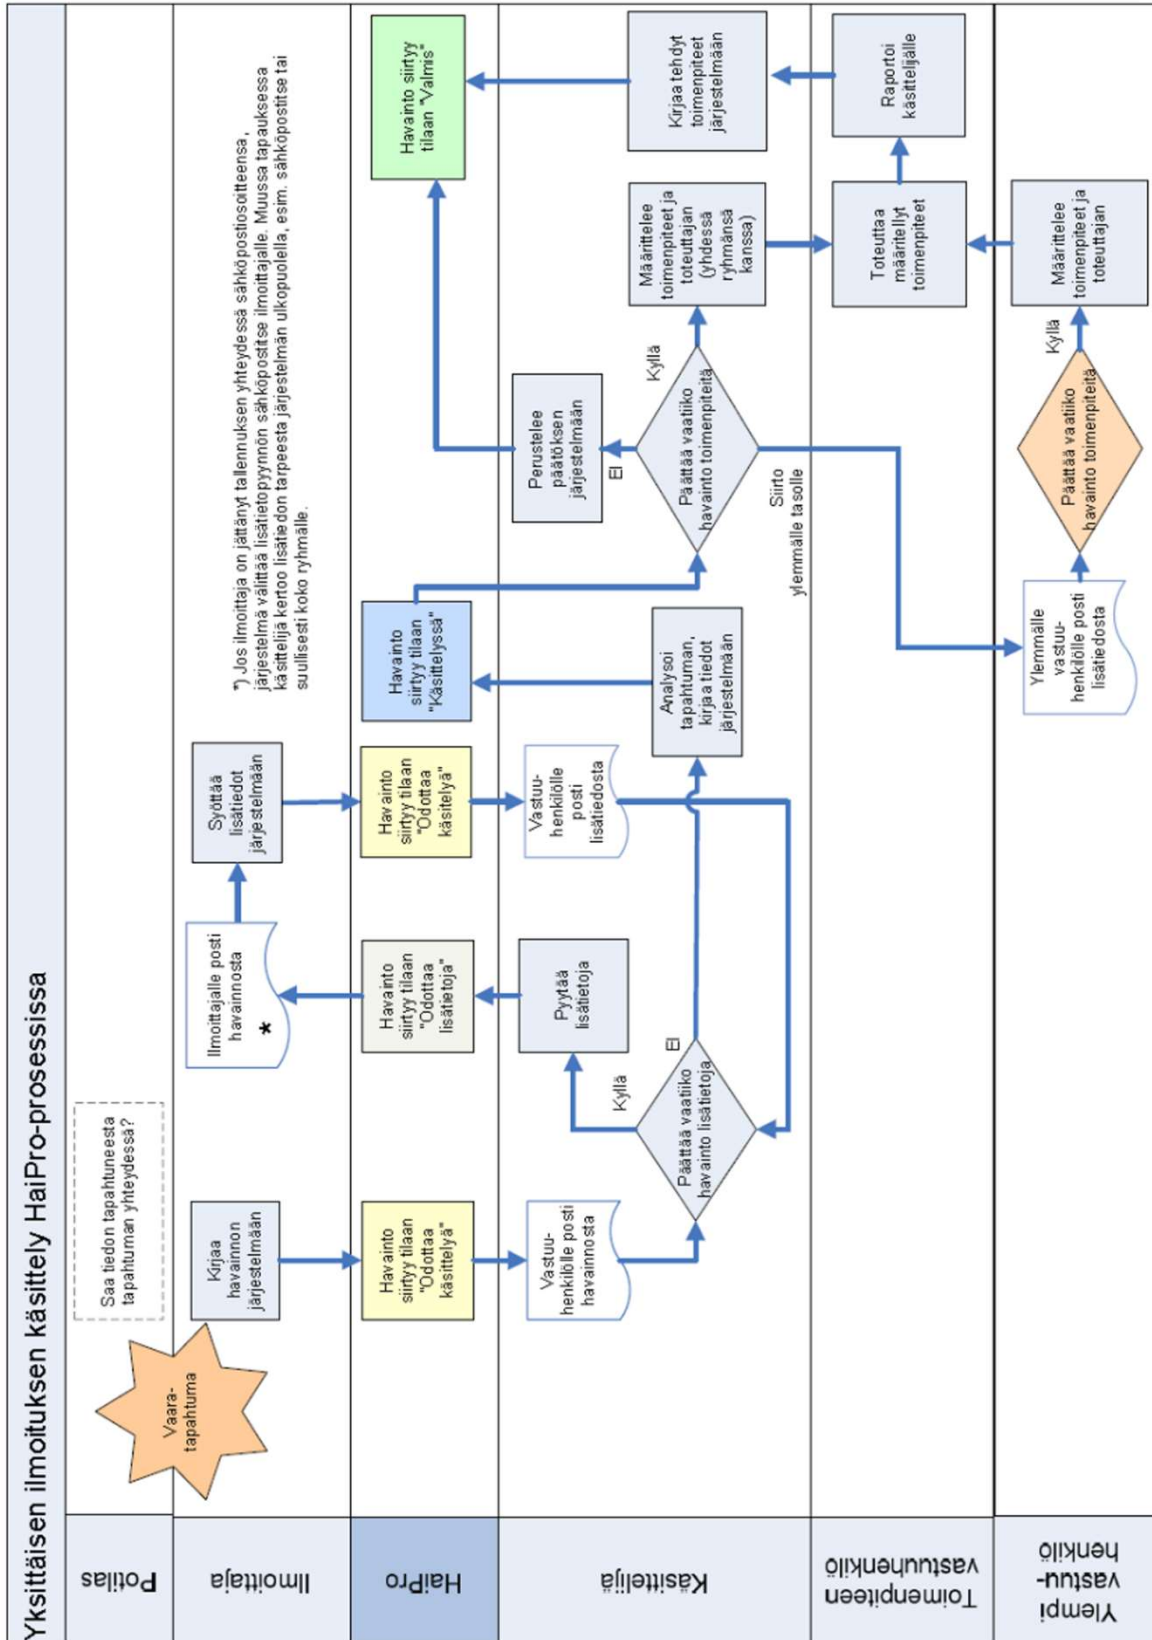 Yksittäisen ilmoituksen käsittely HaiPro-prosessissa
Potilas
Vaara-
tapahtuma
Saa tiedon tapahtuneesta
tapahtuman yhteydessä?
Ilmoittaja
Kirjaa
havainnon
järjestelmään
Ilmoittajalle posti
havainnosta
*
Syöttää
lisätiedot
järjestelmään
*) Jos ilmoittaja on jättänyt tallennuksen yhteydessä sähköpostiosoitteensa,
järjestelmä välittää lisätietopyynnön sähköpostitse ilmoittajalle. Muussa tapauksessa
käsittelijä kertoo lisätiedon tarpeesta järjestelmän ulkopuolella, esim. sähköpostitse tai
suullisesti koko ryhmälle.
HaiPro
Havainto
siirtyy tilaan
"Odottaa
käsittelyä"
Havainto
siirtyy tilaan
"Odottaa
lisätietoja"
Havainto
siirtyy tilaan
"Odottaa
käsitelyä"
Havainto
siirtyy tilaan
"Käsittelyssä"
Havainto siirtyy
tilaan "Valmis"
Käsittelijä
Vastuu-
henkilölle posti
havainnosta
Päättää vaatiiko
havainto lisätietoja
Kyllä
EI
Pyytää
lisätietoja
Vastuu-
henkilölle
posti
lisätiedosta
Analysoi
tapahtuman,
kirjaa tiedot
järjestelmään
Päättää vaatiiko
havainto toimenpiteitä
EI
Kyllä
Siirto
ylemmälle tasolle
Perustelee
päätöksen
järjestelmään
Määrittelee
toimenpiteet ja
toteuttajan
(yhdessä
ryhmänsä
kanssa)
Kirjaa tehdyt
toimenpiteet
järjestelmään
Toimenpiteen
vastuuhenkilö
Toteuttaa
määritellyt
toimenpiteet
Raportoi
käsittelijälle
Ylempi
vastuu-
henkilö
Ylemmälle
vastuu-
henkilölle posti
lisätiedosta
Päättää vaatiiko
havainto toimenpiteitä
Kyllä
Määrittelee
toimenpiteet ja
toteuttajan